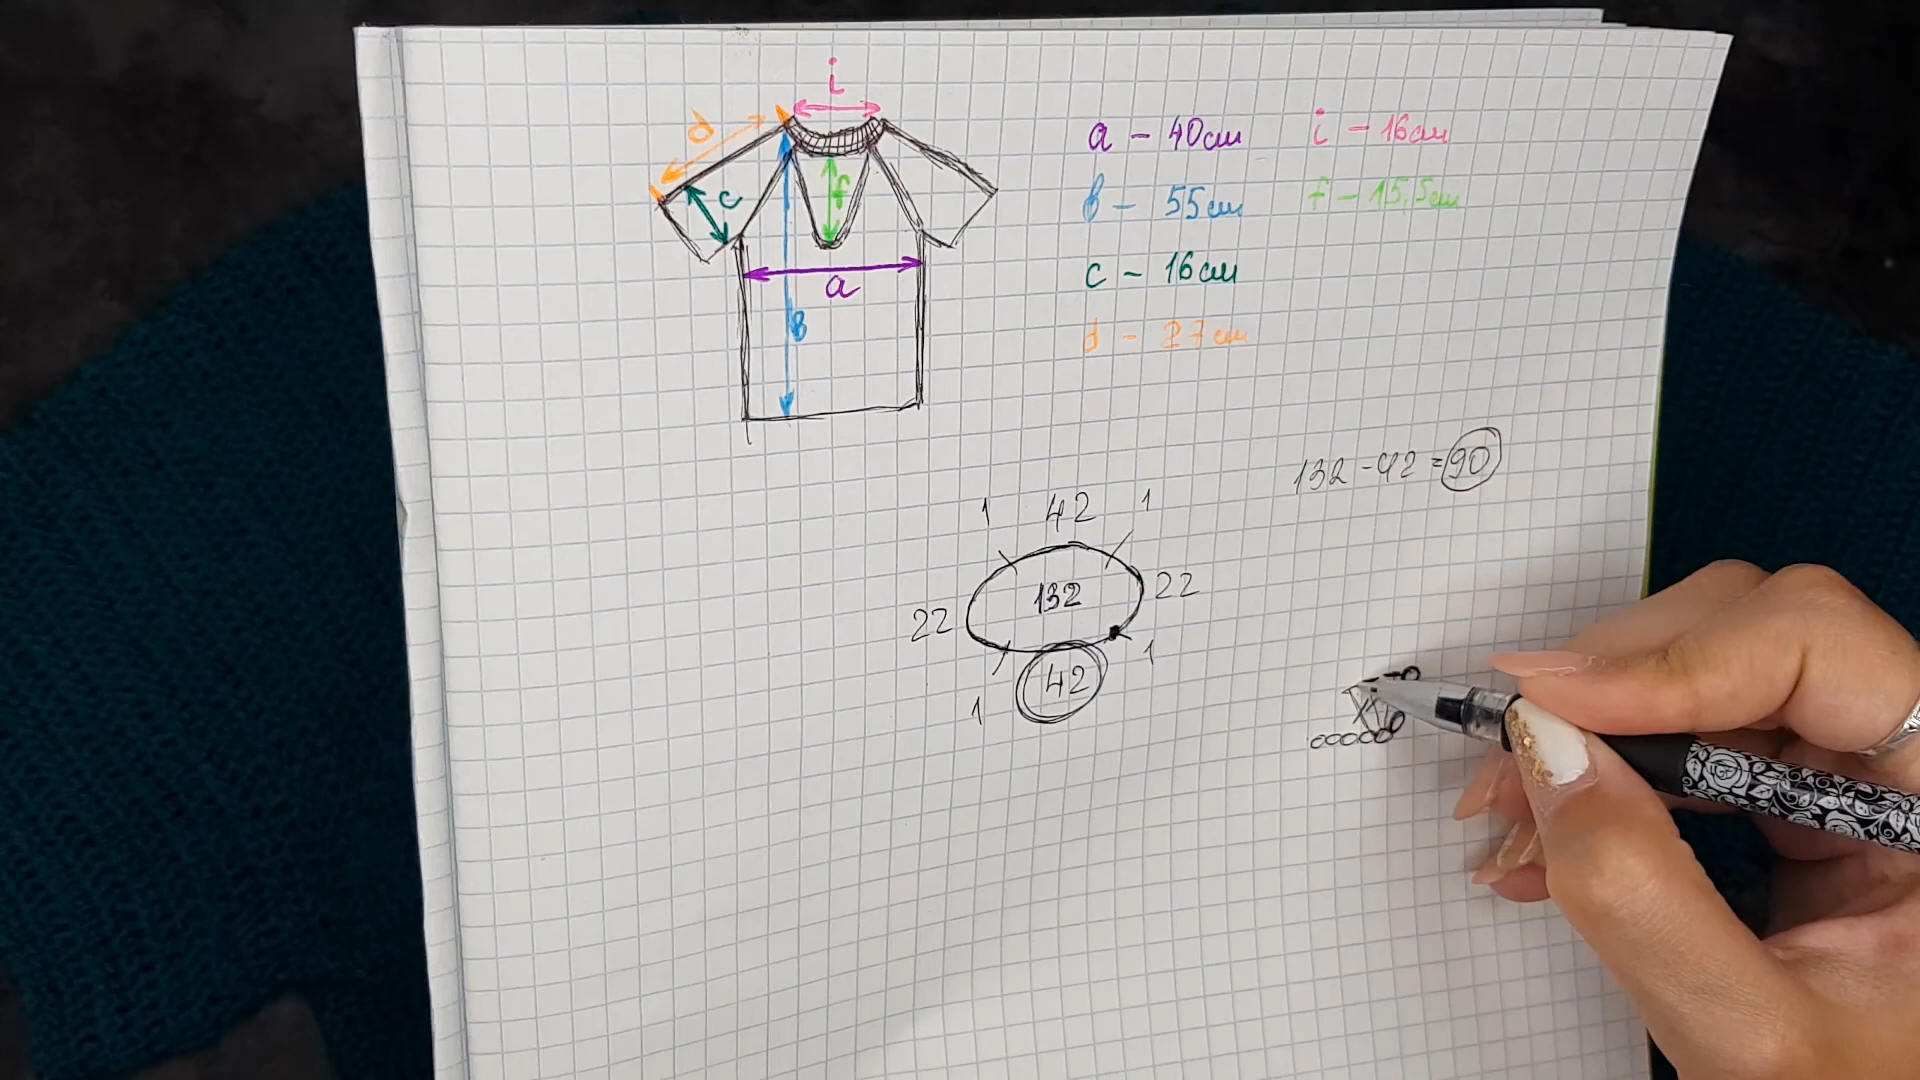 i
d
c
f
a
в
a - 40см i - 16см
в - 55см f - 15,5см
c - 16см
d - 27см
132 - 42 = 90
1 42 1
132
22 22
42
1 1